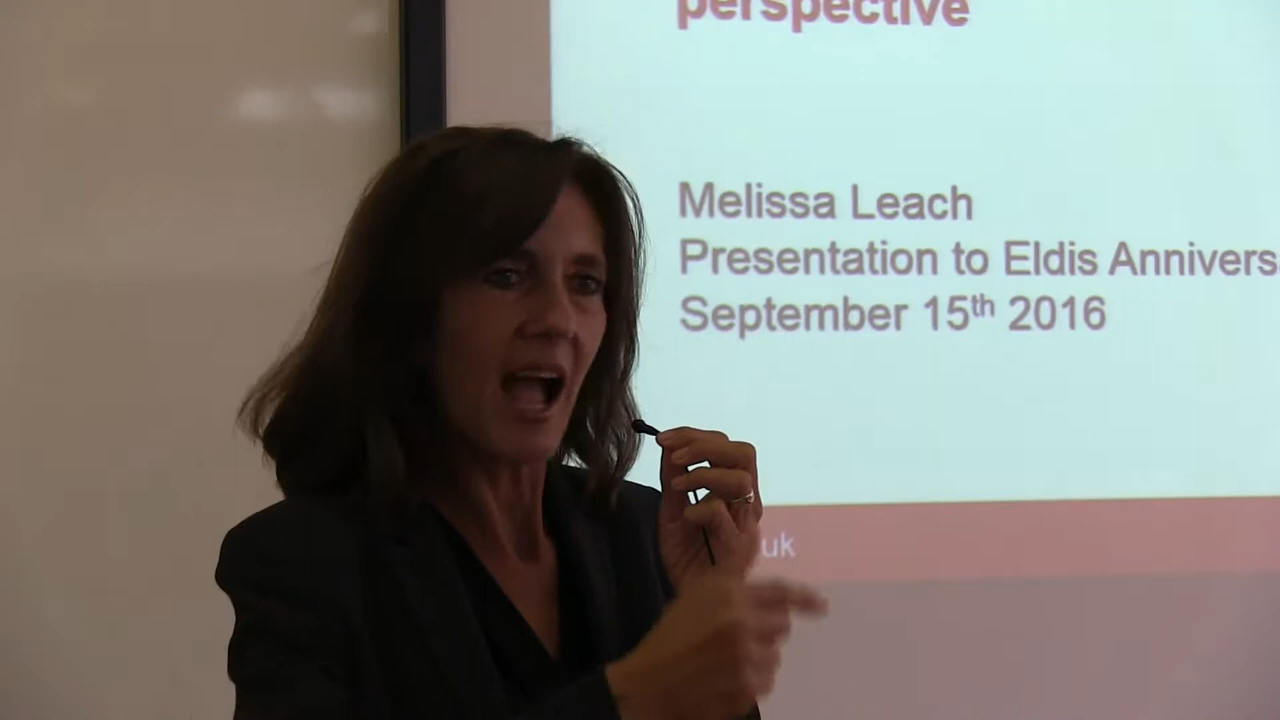 perspective
Melissa Leach
Presentation to Eldis Annivers
September 15th 2016
uk